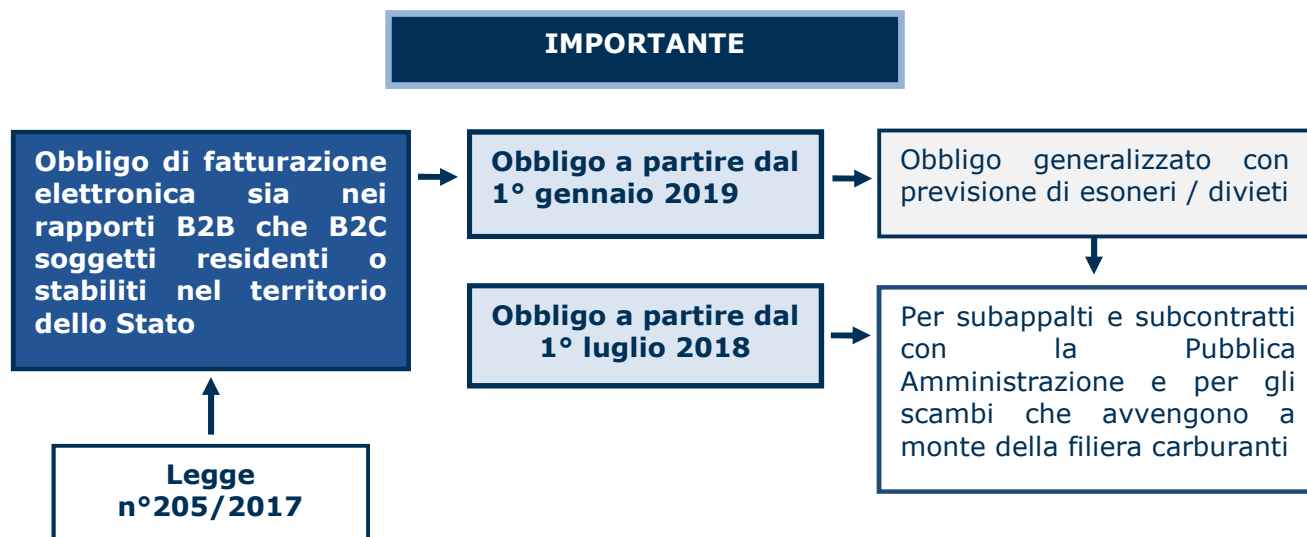 IMPORTANTE
Obbligo di fatturazione
elettronica sia nei
rapporti B2B che B2C
soggetti residenti o
stabiliti nel territorio
dello Stato
Obbligo a partire dal
1° gennaio 2019
Obbligo generalizzato con
previsione di esoneri / divieti
Obbligo a partire dal
1° luglio 2018
Per subappalti e subcontratti
con la Pubblica
Amministrazione e per gli
scambi che avvengono a
monte della filiera carburanti
Legge
n°205/2017